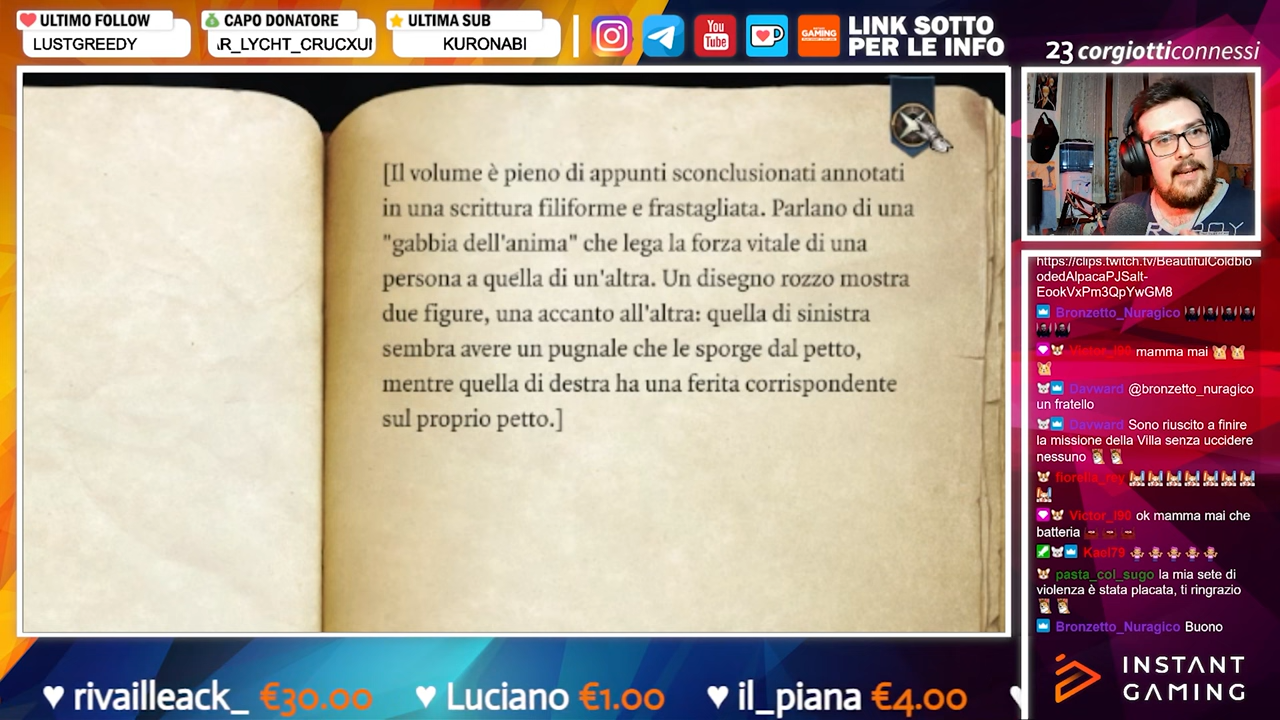 ULTIMO FOLLOW
LUSTGREEDY
CAPO DONATORE
R_LYCHT_CRUCXUI
ULTIMA SUB
KURONABI
You
Tube
GAMING
LINK SOTTO
PER LE INFO
23 corgiotticonnessi
[Il volume è pieno di appunti sconclusionati annotati
in una scrittura filiforme e frastagliata. Parlano di una
"gabbia dell'anima" che lega la forza vitale di una
persona a quella di un'altra. Un disegno rozzo mostra
due figure, una accanto all'altra: quella di sinistra
sembra avere un pugnale che le sporge dal petto,
mentre quella di destra ha una ferita corrispondente
sul proprio petto.]
https://clips.twitch.tv/BeautifulColdblo
odedAlpacaPJSalt-
EookVxPm3QpYwGM8
Bronzetto_Nuragico
Victor_l90 mamma mai
Davward @bronzetto_nuragico
un fratello
Davward Sono riuscito a finire
la missione della Villa senza uccidere
nessuno
fiorella_rey
Victor_l90 ok mamma mai che
batteria
Kael79
pasta_col_sugo la mia sete di
violenza è stata placata, ti ringrazio
Bronzetto_Nuragico Buono
INSTANT
GAMING
♥ rivailleack_ €30.00 ♥ Luciano €1.00 ♥ il_piana €4.00 ♥